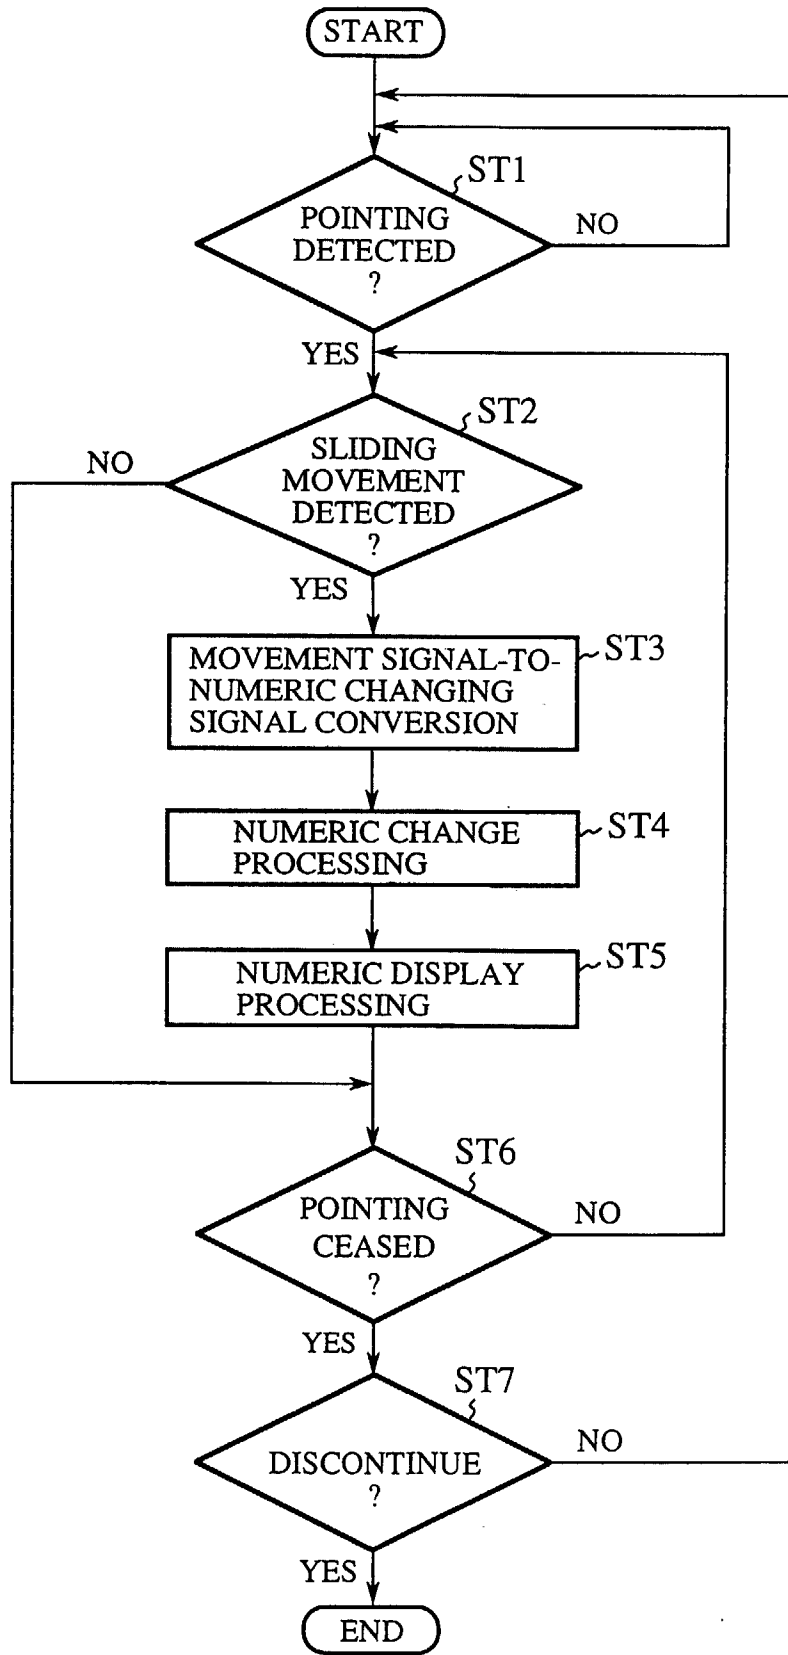 START
ST1
POINTING
DETECTED
?
NO
YES
ST2
SLIDING
MOVEMENT
DETECTED
?
NO
YES
ST3
MOVEMENT SIGNAL-TO-
NUMERIC CHANGING
SIGNAL CONVERSION
ST4
NUMERIC CHANGE
PROCESSING
ST5
NUMERIC DISPLAY
PROCESSING
ST6
POINTING
CEASED
?
NO
YES
ST7
DISCONTINUE
?
NO
YES
END